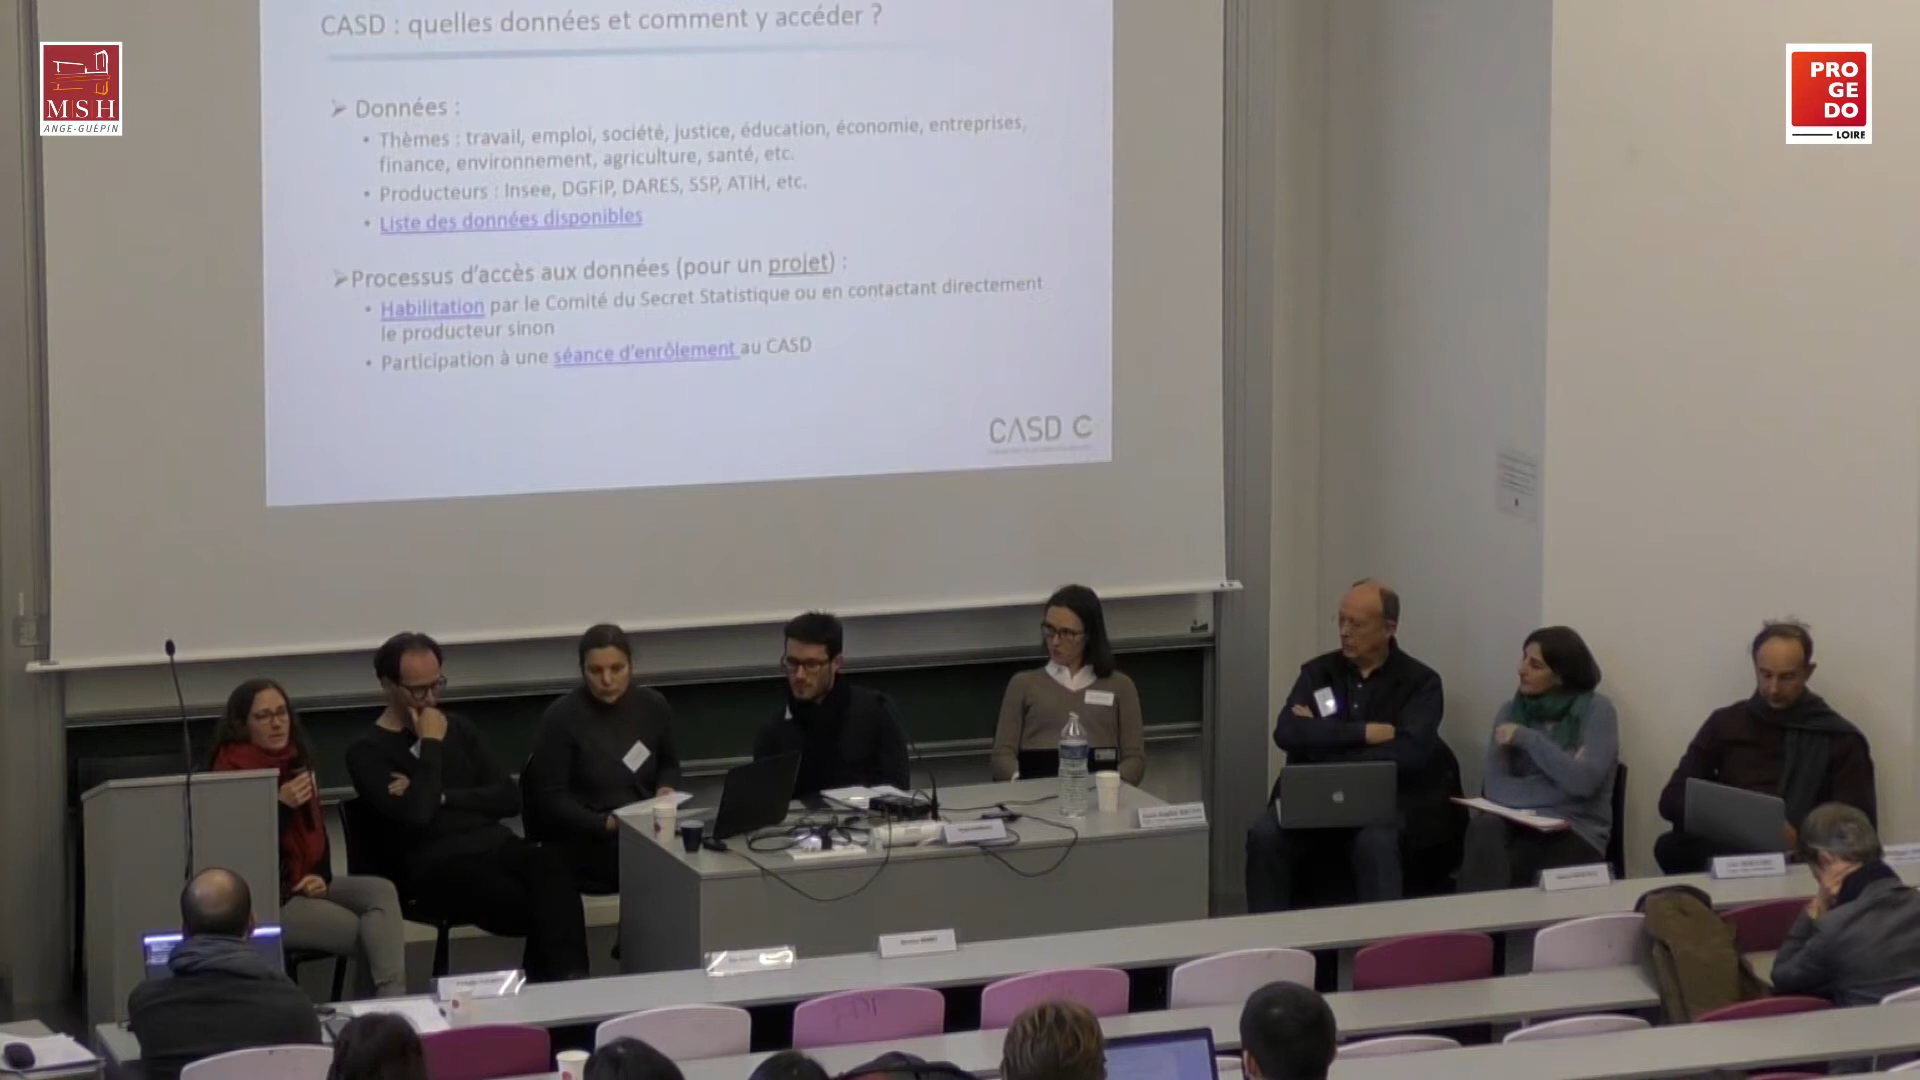 CASD : quelles données et comment y accéder ?
➢ Données :
• Thèmes : travail, emploi, société, justice, éducation, économie, entreprises,
finance, environnement, agriculture, santé, etc.
• Producteurs : Insee, DGFiP, DARES, SSP, ATIH, etc.
• Liste des données disponibles
➢ Processus d'accès aux données (pour un projet) :
• Habilitation par le Comité du Secret Statistique ou en contactant directement
le producteur sinon
• Participation à une séance d'enrôlement au CASD
CASD
MSH
ANGE-GUÉPIN
PRO
GE
DO
LOIRE